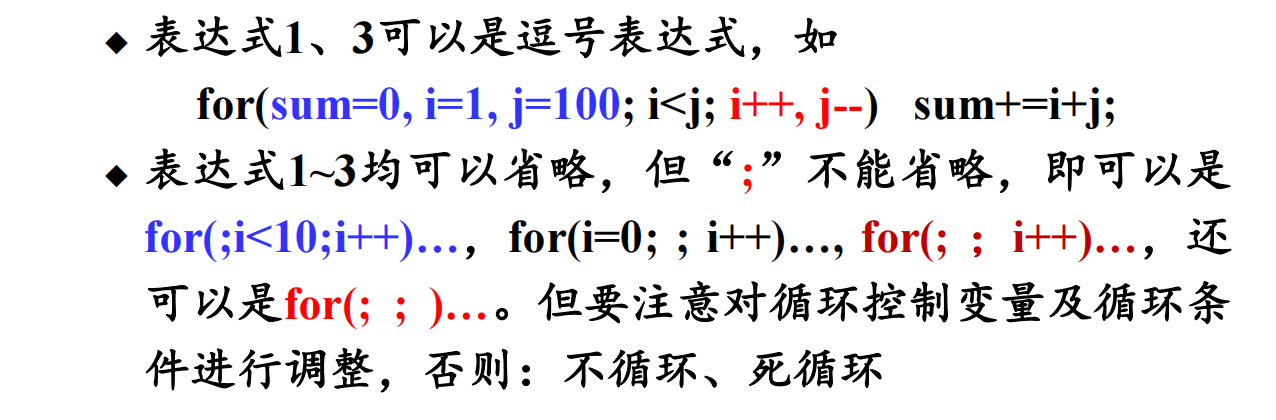 ◆ 表达式1、3可以是逗号表达式，如
for(sum=0, i=1, j=100; i<j; i++, j--) sum+=i+j;
◆ 表达式1~3均可以省略，但“;”不能省略，即可以是
for(;i<10;i++)…，for(i=0; ; i++)…, for(; ; i++)…，还
可以是for(; ; )…。但要注意对循环控制变量及循环条
件进行调整，否则：不循环、死循环